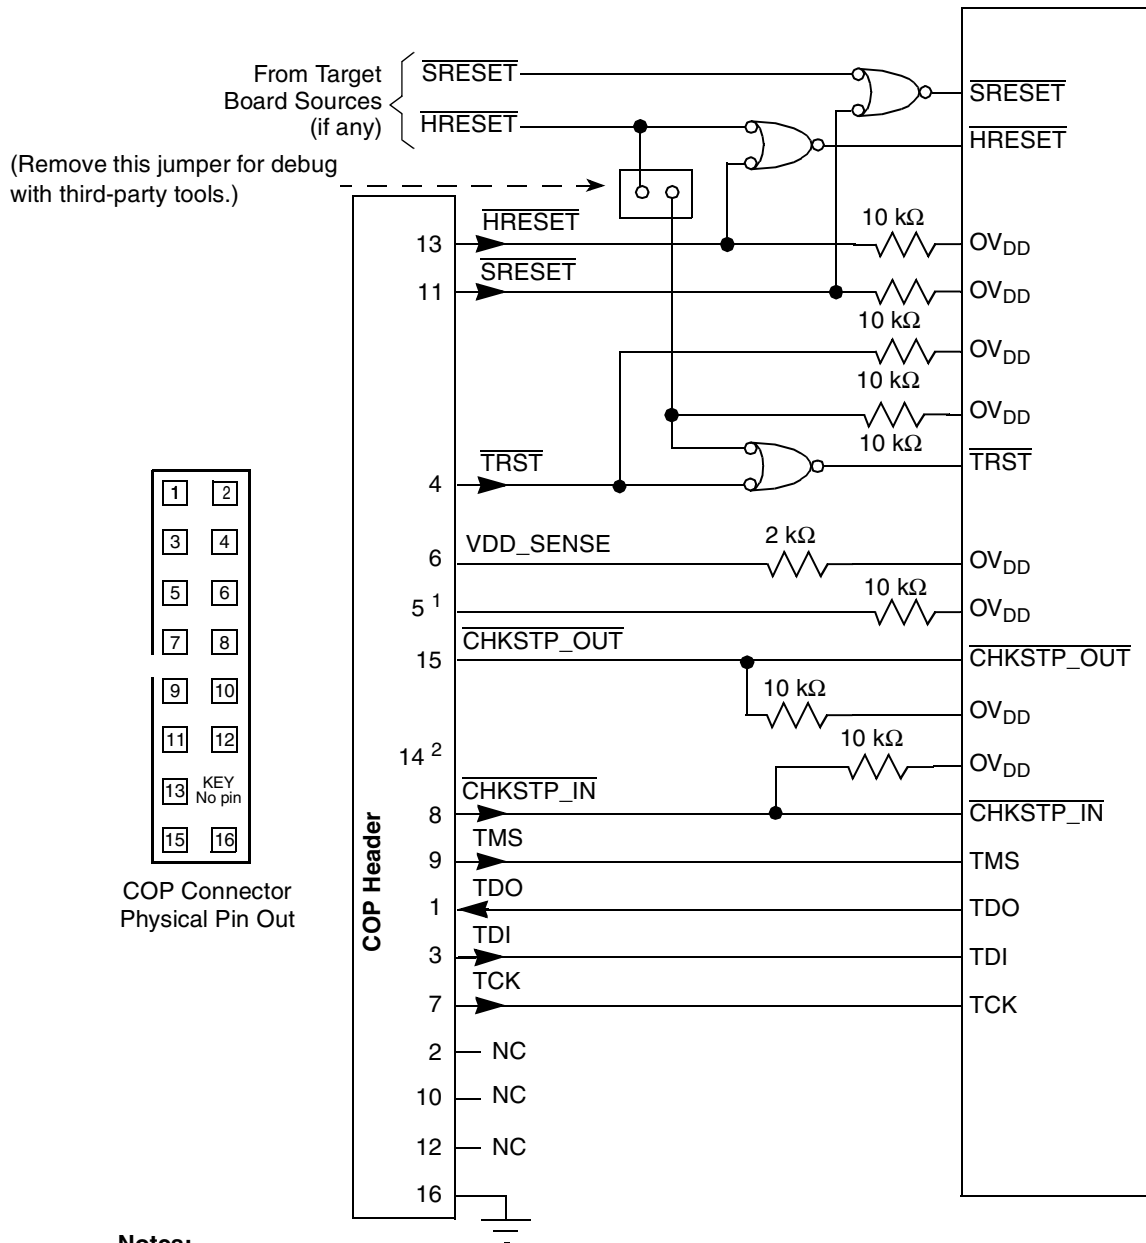 From Target
Board Sources
(if any)
SRESET
HRESET
(Remove this jumper for debug
with third-party tools.)
SRESET
HRESET
13 HRESET 10 kΩ OVDD
11 SRESET 10 kΩ OVDD
10 kΩ OVDD
10 kΩ OVDD
4 TRST TRST
6 VDD_SENSE 2 kΩ OVDD
5 1 10 kΩ OVDD
15 CHKSTP_OUT CHKSTP_OUT
10 kΩ OVDD
14 2 10 kΩ OVDD
8 CHKSTP_IN CHKSTP_IN
9 TMS TMS
1 TDO TDO
3 TDI TDI
7 TCK TCK
2 NC
10 NC
12 NC
16
COP Header
1 2
3 4
5 6
7 8
9 10
11 12
13 KEY
No pin
15 16
COP Connector
Physical Pin Out
Notes: